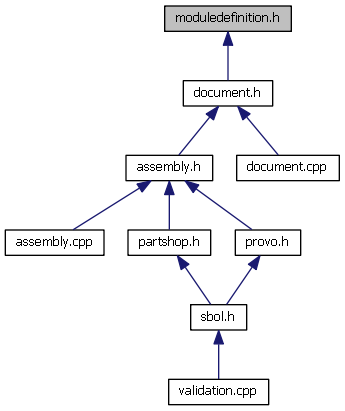 moduledefinition.h
document.h
assembly.h
document.cpp
assembly.cpp
partshop.h
provo.h
sbol.h
validation.cpp